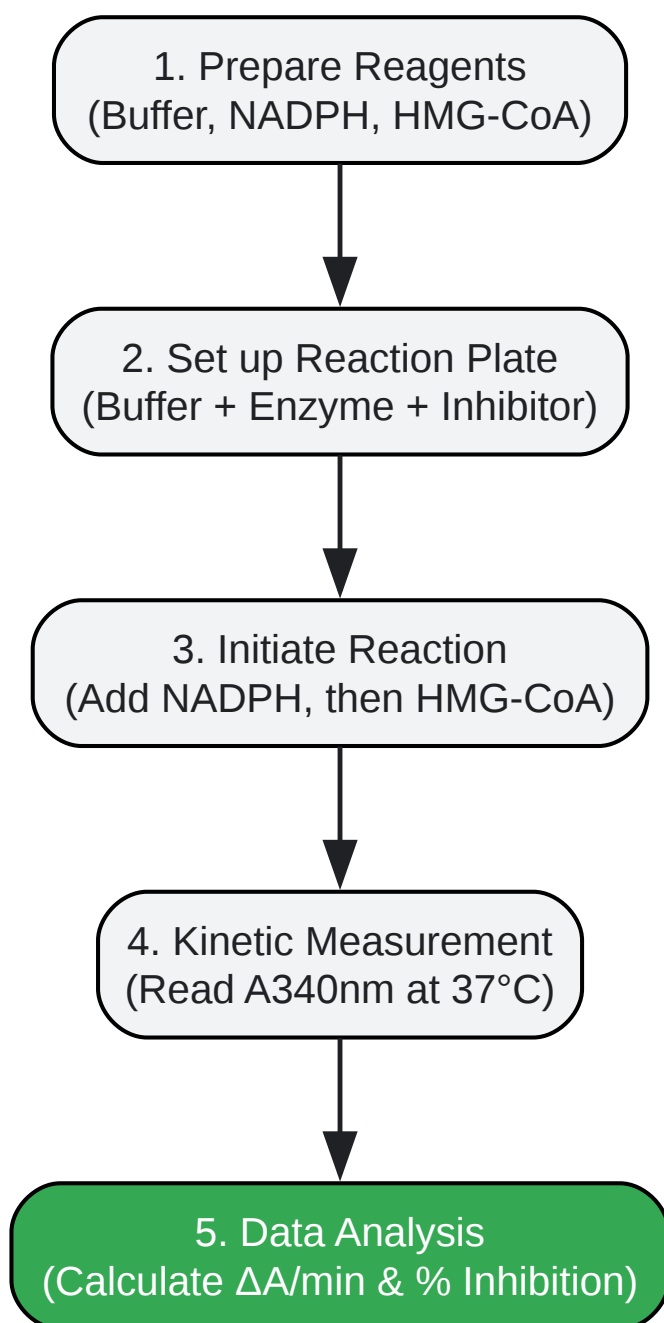 1. Prepare Reagents
(Buffer, NADPH, HMG-CoA)
2. Set up Reaction Plate
(Buffer + Enzyme + Inhibitor)
3. Initiate Reaction
(Add NADPH, then HMG-CoA)
4. Kinetic Measurement
(Read A340nm at 37°C)
5. Data Analysis
(Calculate ΔA/min & % Inhibition)